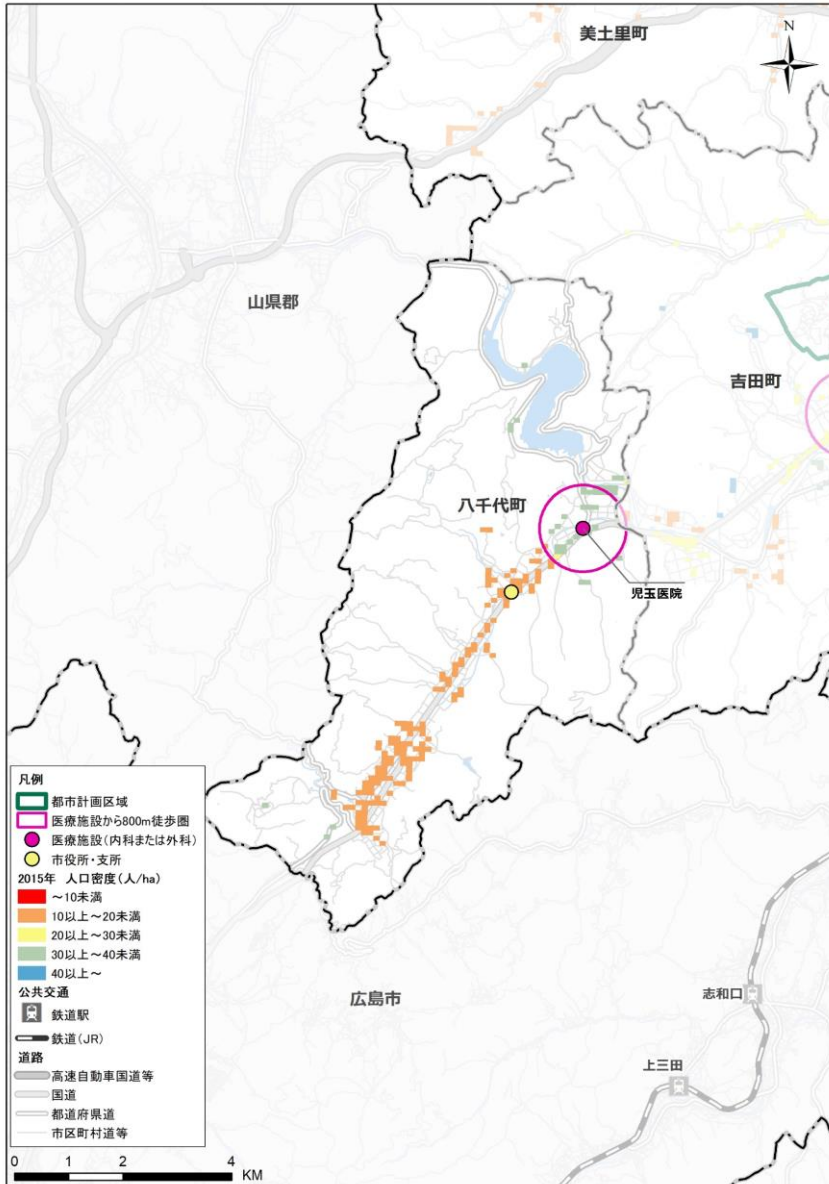 美土里町
N
山県郡
吉田町
八千代町
児玉医院
凡例
都市計画区域
医療施設から800m徒歩圏
医療施設(内科または外科)
市役所・支所
2015年 人口密度(人/ha)
～10未満
10以上～20未満
20以上～30未満
30以上～40未満
40以上～
公共交通
鉄道駅
鉄道(JR)
道路
高速自動車国道等
国道
都道府県道
市区町村道等
広島市
志和口
上三田
0 1 2 4
KM